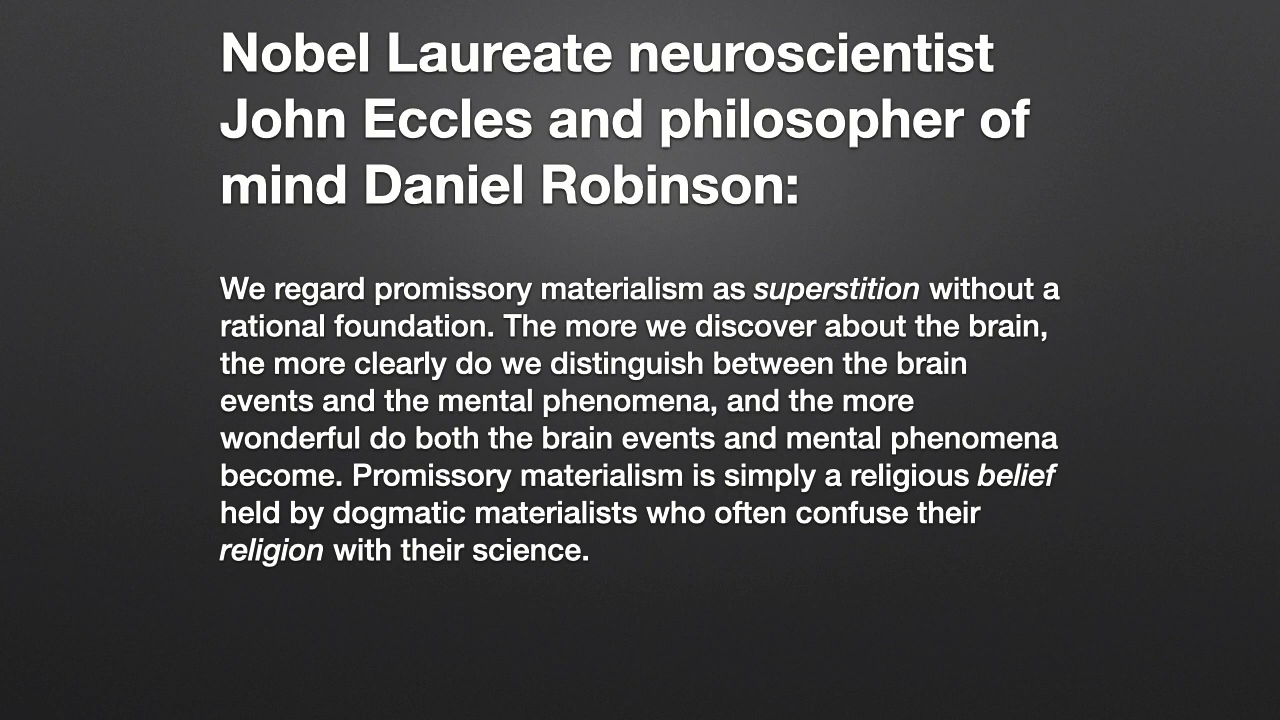 Nobel Laureate neuroscientist
John Eccles and philosopher of
mind Daniel Robinson:
We regard promissory materialism as superstition without a
rational foundation. The more we discover about the brain,
the more clearly do we distinguish between the brain
events and the mental phenomena, and the more
wonderful do both the brain events and mental phenomena
become. Promissory materialism is simply a religious belief
held by dogmatic materialists who often confuse their
religion with their science.